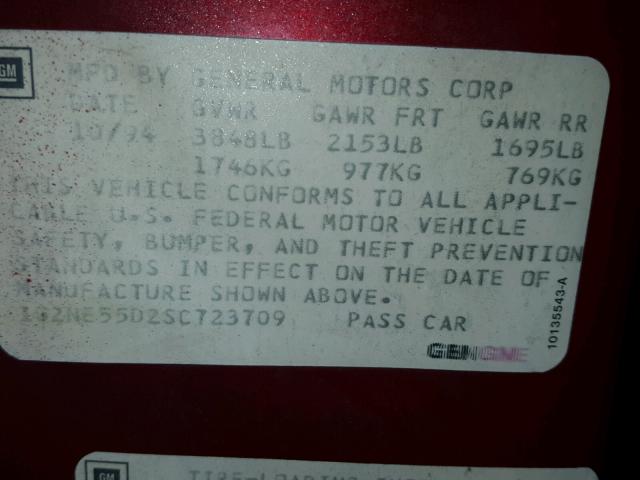 GM
MFD BY GENERAL MOTORS CORP
DATE GVWR GAWR FRT GAWR RR
10/94 3848LB 2153LB 1695LB
1746KG 977KG 769KG
THIS VEHICLE CONFORMS TO ALL APPLI-
CABLE U.S. FEDERAL MOTOR VEHICLE
SAFETY, BUMPER, AND THEFT PREVENTION
STANDARDS IN EFFECT ON THE DATE OF
MANUFACTURE SHOWN ABOVE.
1G2NE55D2SC723709 PASS CAR
10135543-A
GM
TIRE-LOADING